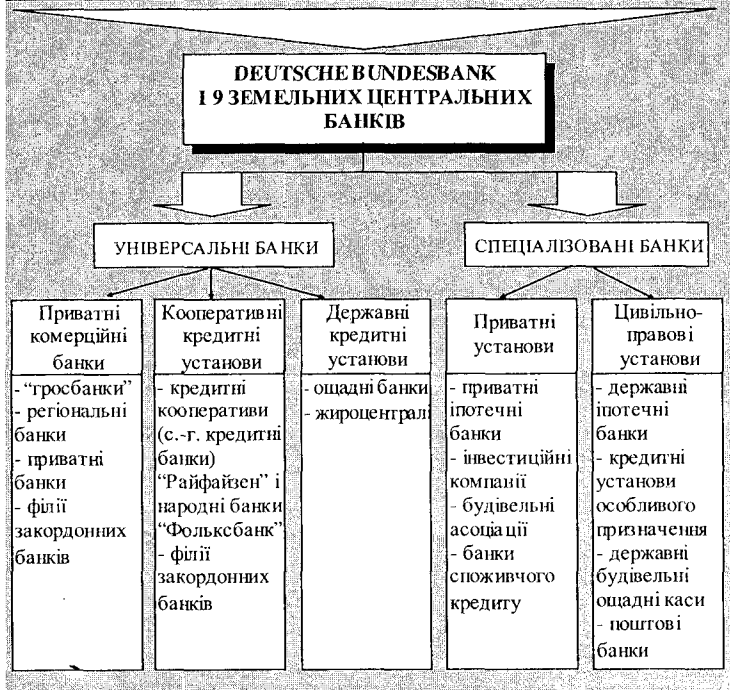 DEUTSCHE BUNDESBANK
І 9 ЗЕМЕЛЬНИХ ЦЕНТРАЛЬНИХ
БАНКІВ
УНІВЕРСАЛЬНІ БАНКИ
СПЕЦІАЛІЗОВАНІ БАНКИ
Приватні
комерційні
банки
- “гросбанки”
- регіональні
банки
- приватні
банки
- філії
закордонних
банків
Кооперативні
кредитні
установи
- кредитні
кооперативи
(с.-г. кредитні
банки)
“Райфайзен” і
народні банки
“Фольксбанк”
- філії
закордонних
банків
Державні
кредитні
установи
- ощадні банки
- жироцентралі
Приватні
установи
- приватні
іпотечні
банки
- інвестиційні
компанії
- будівельні
асоціації
- банки
споживчого
кредиту
Цивільно-
правові
установи
- державні
іпотечні
банки
- кредитні
установи
особливого
призначення
- державні
будівельні
ощадні каси
- поштові
банки